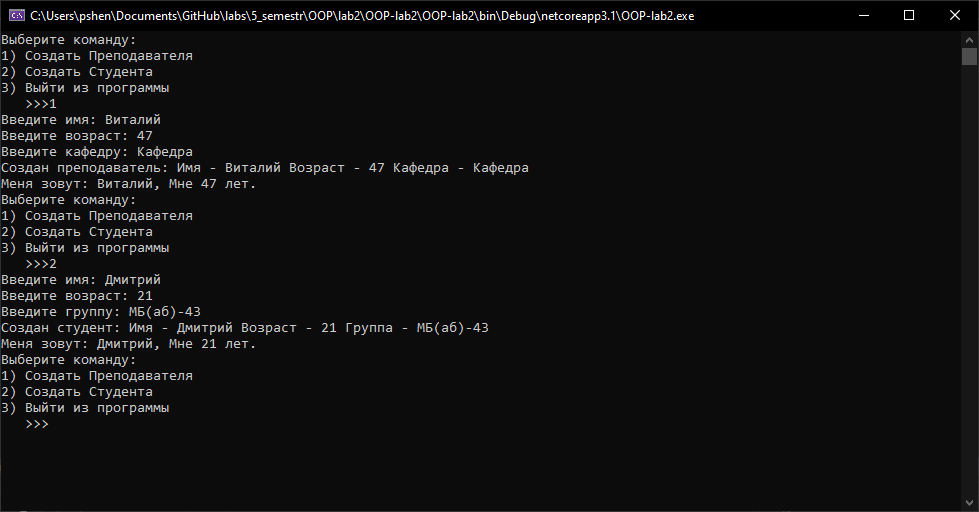 C:\Users\pshen\Documents\GitHub\labs\5_semestr\OOP\lab2\OOP-lab2\OOP-lab2\bin\Debug\netcoreapp3.1\OOP-lab2.exe
Выберите команду:
1) Создать Преподавателя
2) Создать Студента
3) Выйти из программы
   >>>1
Введите имя: Виталий
Введите возраст: 47
Введите кафедру: Кафедра
Создан преподаватель: Имя - Виталий Возраст - 47 Кафедра - Кафедра
Меня зовут: Виталий, Мне 47 лет.
Выберите команду:
1) Создать Преподавателя
2) Создать Студента
3) Выйти из программы
   >>>2
Введите имя: Дмитрий
Введите возраст: 21
Введите группу: МБ(аб)-43
Создан студент: Имя - Дмитрий Возраст - 21 Группа - МБ(аб)-43
Меня зовут: Дмитрий, Мне 21 лет.
Выберите команду:
1) Создать Преподавателя
2) Создать Студента
3) Выйти из программы
   >>>